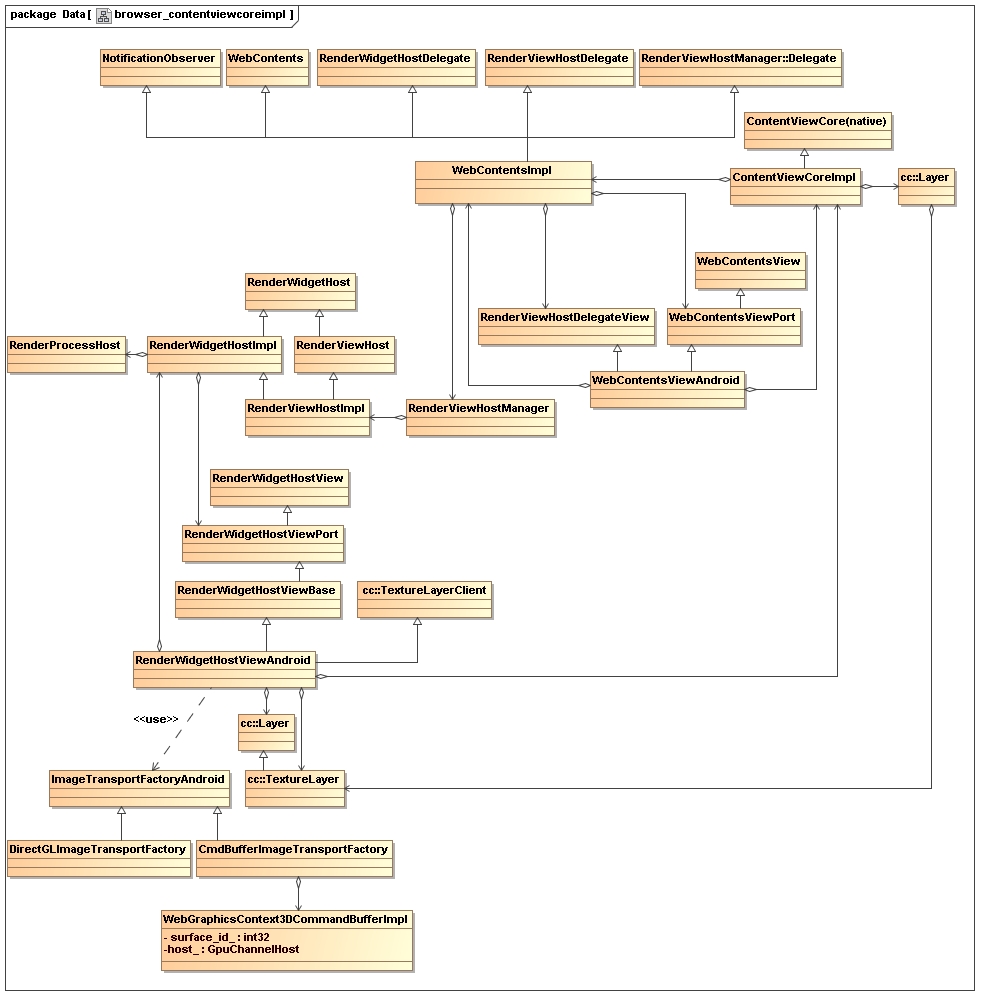 package Data[ browser_contentviewcoreimpl ]
NotificationObserver
WebContents
RenderWidgetHostDelegate
RenderViewHostDelegate
RenderViewHostManager::Delegate
ContentViewCore(native)
WebContentsImpl
ContentViewCoreImpl
cc::Layer
WebContentsView
RenderWidgetHost
RenderViewHostDelegateView
WebContentsViewPort
RenderProcessHost
RenderWidgetHostImpl
RenderViewHost
WebContentsViewAndroid
RenderViewHostImpl
RenderViewHostManager
RenderWidgetHostView
RenderWidgetHostViewPort
RenderWidgetHostViewBase
cc::TextureLayerClient
RenderWidgetHostViewAndroid
<<use>>
cc::Layer
ImageTransportFactoryAndroid
cc::TextureLayer
DirectGLImageTransportFactory
CmdBufferImageTransportFactory
WebGraphicsContext3DCommandBufferImpl
- surface_id_ : int32
-host_ : GpuChannelHost